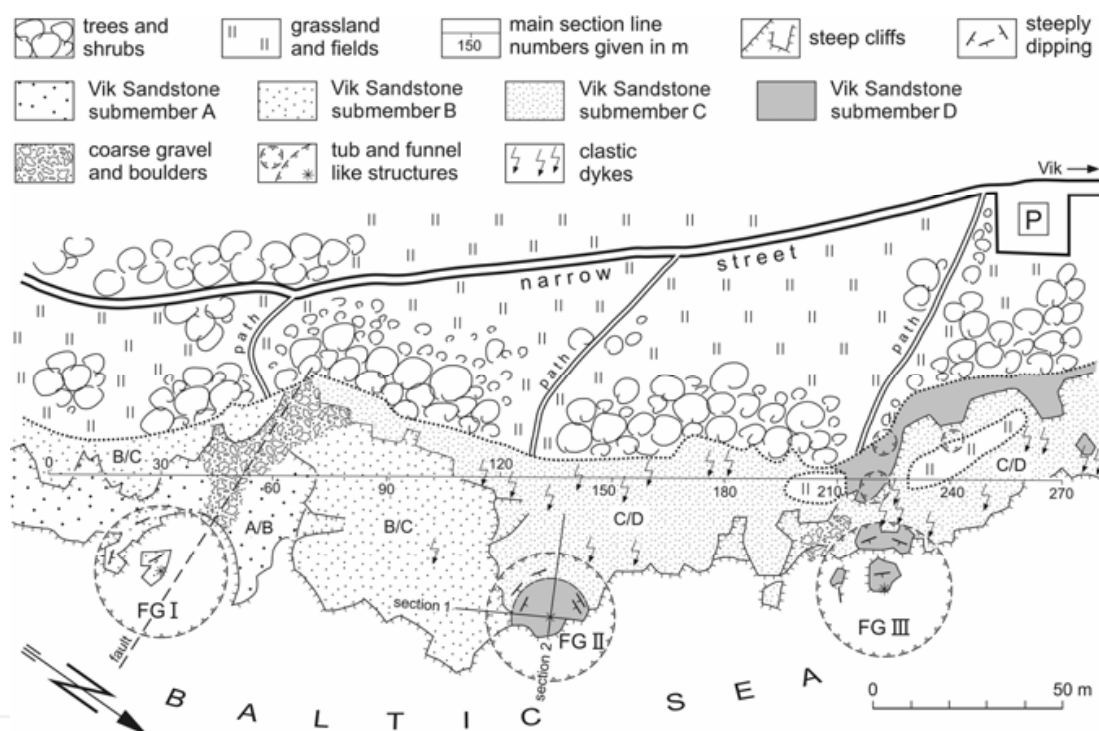 trees and shrubs
grassland and fields
150
main section line numbers given in m
steep cliffs
steeply dipping
Vik Sandstone submember A
Vik Sandstone submember B
Vik Sandstone submember C
Vik Sandstone submember D
coarse gravel and boulders
tub and funnel like structures
clastic dykes
Vik
P
narrow street
path
path
path
B/C
0
30
60
90
120
150
180
210
240
270
A/B
B/C
C/D
C/D
FG I
fault
section 1
section 2
FG II
FG III
N
BALTIC SEA
0
50 m